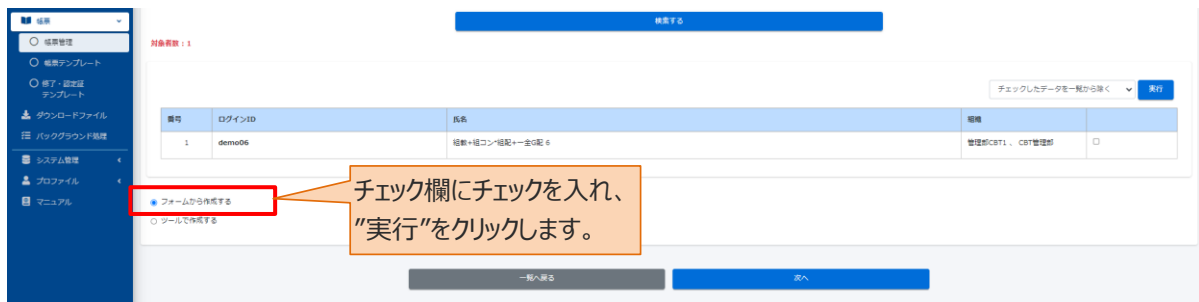 帳票
帳票管理
帳票テンプレート
修了・認定証
テンプレート
ダウンロードファイル
バックグラウンド処理
システム管理
プロファイル
マニュアル
検索する
対象者数：1
チェックしたデータを一覧から除く
実行
番号 ログインID 氏名 組織
1 demo06 管理部CBT1 、 CBT管理部
フォームから作成する
ツールで作成する
チェック欄にチェックを入れ、
”実行”をクリックします。
一覧へ戻る
次へ